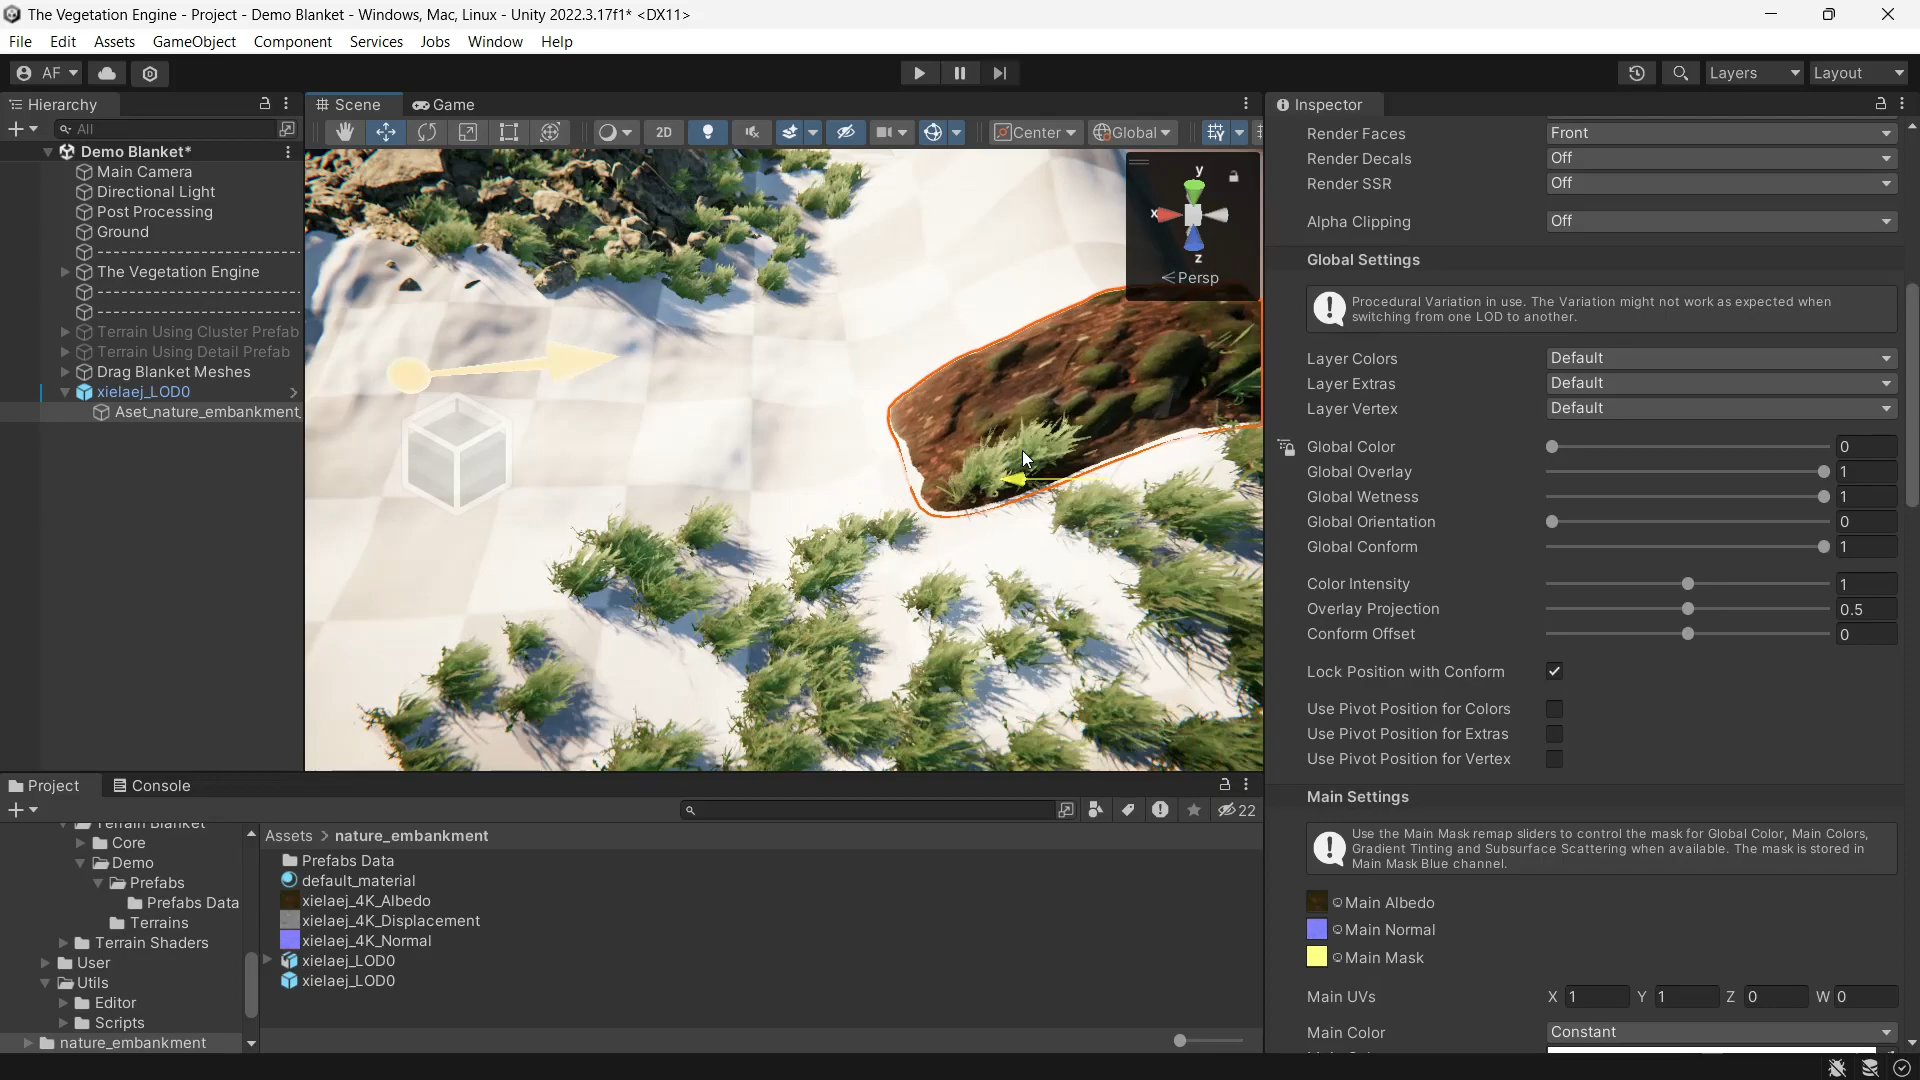 The Vegetation Engine - Project - Demo Blanket - Windows, Mac, Linux - Unity 2022.3.17f1* <DX11>
File Edit Assets GameObject Component Services Jobs Window Help
AF Layers Layout
Hierarchy
All
Demo Blanket*
Main Camera
Directional Light
Post Processing
Ground
The Vegetation Engine
Terrain Using Cluster Prefab
Terrain Using Detail Prefab
Drag Blanket Meshes
xielaej_LOD0
Aset_nature_embankment_
Scene Game
2D Center Global
y
x
z
Persp
Inspector
Render Faces Front
Render Decals Off
Render SSR Off
Alpha Clipping Off
Global Settings
Procedural Variation in use. The Variation might not work as expected when
switching from one LOD to another.
Layer Colors Default
Layer Extras Default
Layer Vertex Default
Global Color 0
Global Overlay 1
Global Wetness 1
Global Orientation 0
Global Conform 1
Color Intensity 1
Overlay Projection 0.5
Conform Offset 0
Lock Position with Conform
Use Pivot Position for Colors
Use Pivot Position for Extras
Use Pivot Position for Vertex
Main Settings
Use the Main Mask remap sliders to control the mask for Global Color, Main Colors,
Gradient Tinting and Subsurface Scattering when available. The mask is stored in
Main Mask Blue channel.
Main Albedo
Main Normal
Main Mask
Main UVs X 1 Y 1 Z 0 W 0
Main Color Constant
Project Console
22
Terrain Blanket
Core
Demo
Prefabs
Prefabs Data
Terrains
Terrain Shaders
User
Utils
Editor
Scripts
nature_embankment
Assets > nature_embankment
Prefabs Data
default_material
xielaej_4K_Albedo
xielaej_4K_Displacement
xielaej_4K_Normal
xielaej_LOD0
xielaej_LOD0